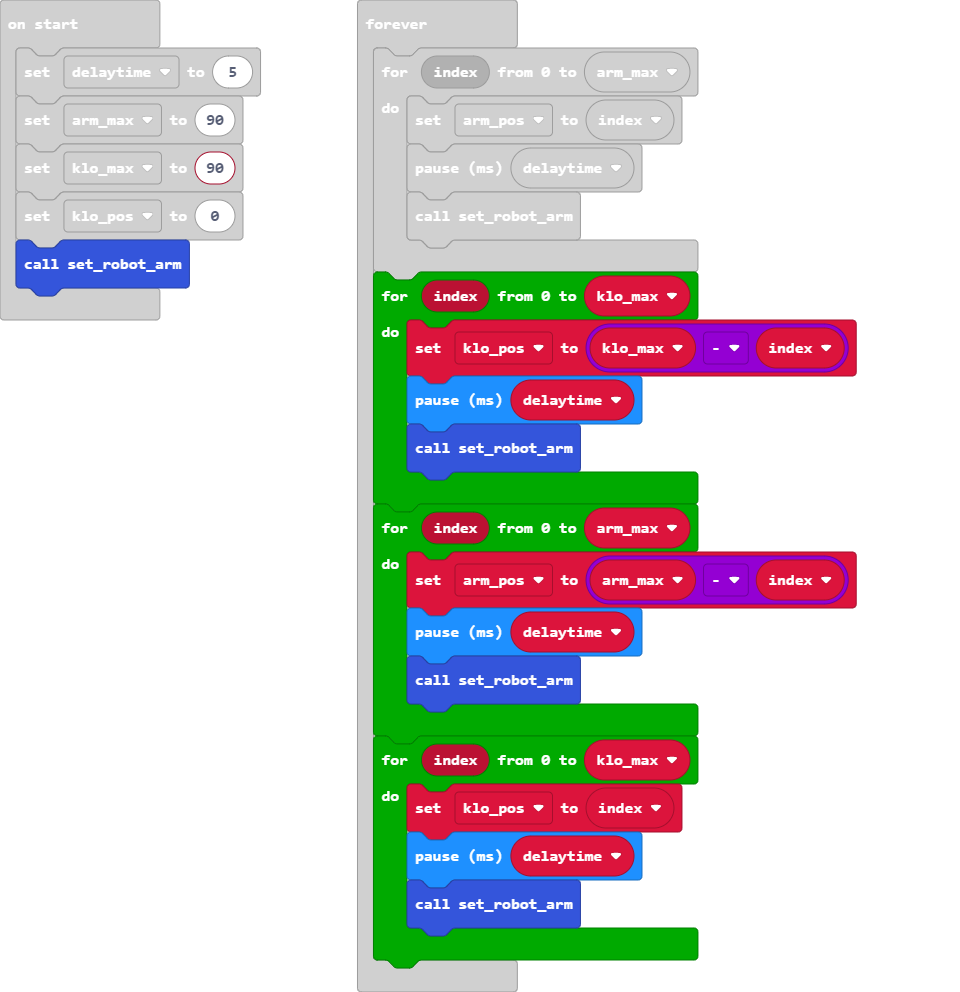 on start
set delaytime to 5
set arm_max to 90
set klo_max to 90
set klo_pos to 0
call set_robot_arm
forever
for index from 0 to arm_max
do
set arm_pos to index
pause (ms) delaytime
call set_robot_arm
for index from 0 to klo_max
do
set klo_pos to klo_max - index
pause (ms) delaytime
call set_robot_arm
for index from 0 to arm_max
do
set arm_pos to arm_max - index
pause (ms) delaytime
call set_robot_arm
for index from 0 to klo_max
do
set klo_pos to index
pause (ms) delaytime
call set_robot_arm